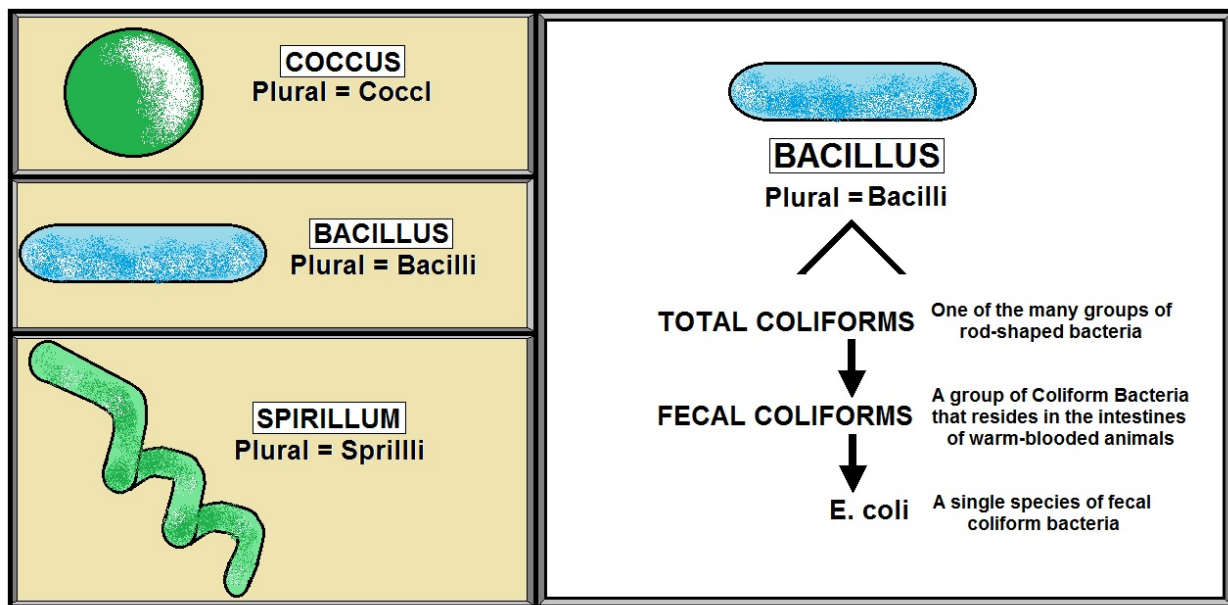 COCCUS
Plural = CoccI
BACILLUS
Plural = Bacilli
SPIRILLUM
Plural = Sprillli
BACILLUS
Plural = Bacilli
TOTAL COLIFORMS
One of the many groups of
rod-shaped bacteria
FECAL COLIFORMS
A group of Coliform Bacteria
that resides in the intestines
of warm-blooded animals
E. coli
A single species of fecal
coliform bacteria